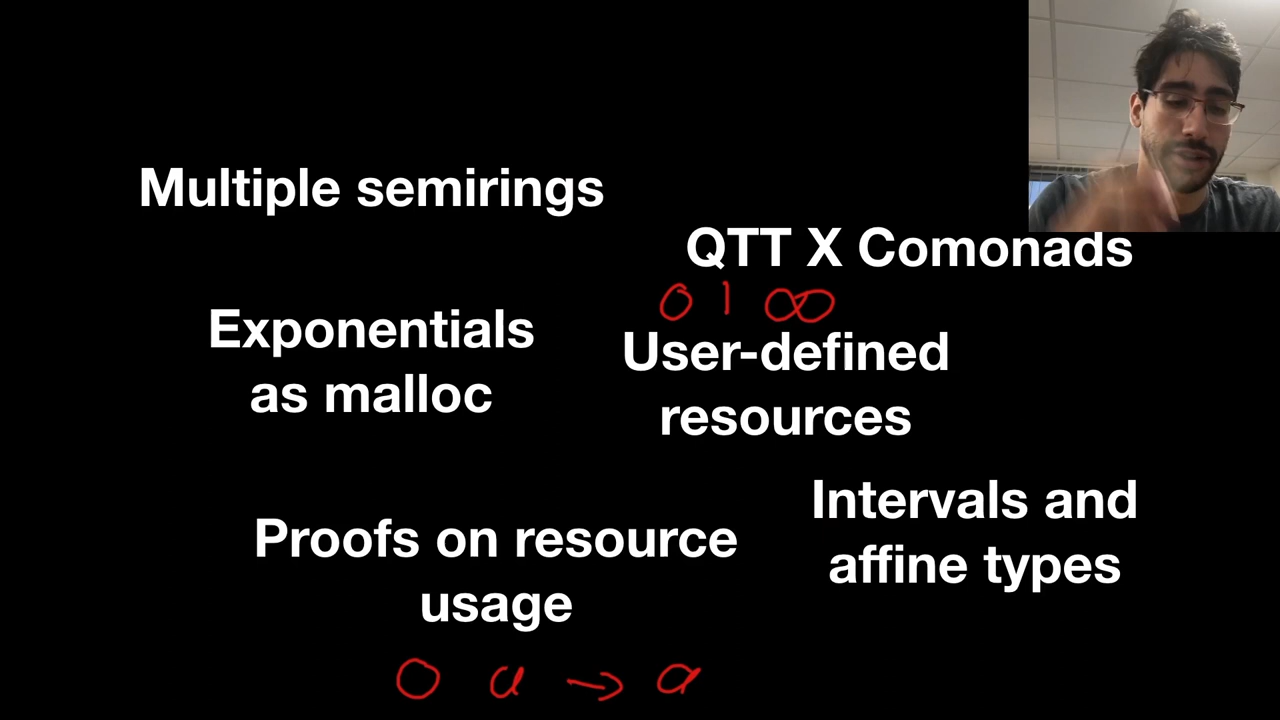 Multiple semirings
QTT X Comonads
0 1 ∞
Exponentials
as malloc
User-defined
resources
Intervals and
affine types
Proofs on resource
usage
0 a → a